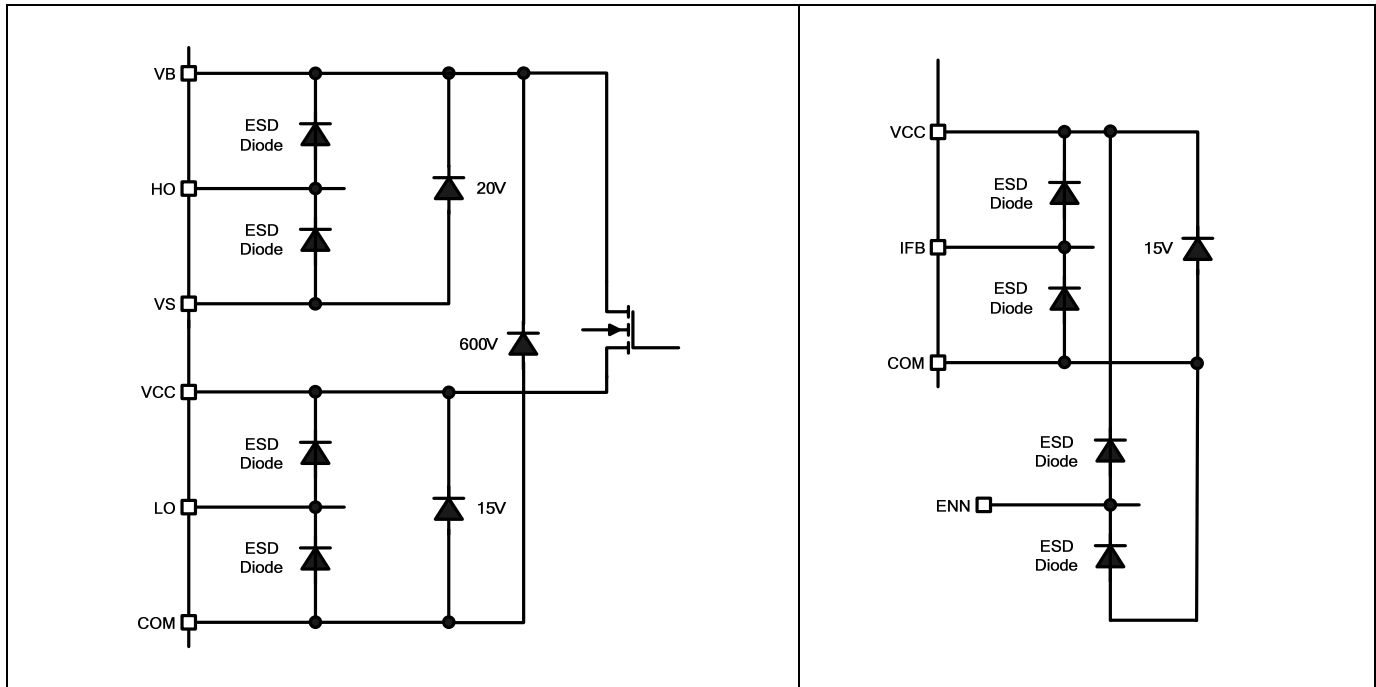 VB
ESD
Diode
HO
20V
ESD
Diode
VS
600V
VCC
ESD
Diode
LO
15V
ESD
Diode
COM
VCC
ESD
Diode
IFB
15V
ESD
Diode
COM
ESD
Diode
ENN
ESD
Diode